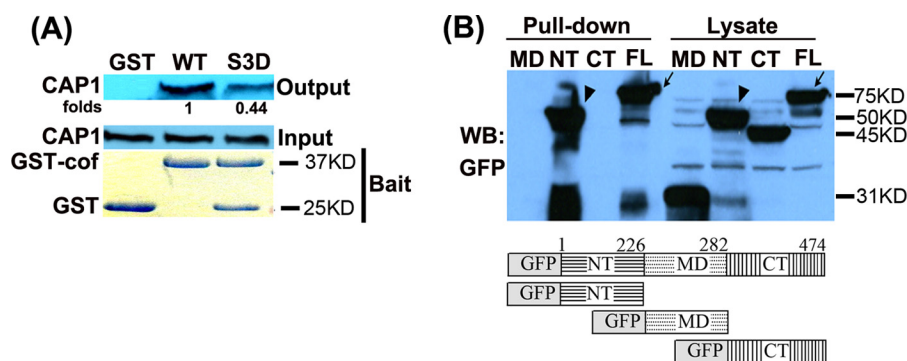 (A)
GST WT S3D
CAP1 Output
folds 1 0.44
CAP1 Input
GST-cof 37KD
Bait
GST 25KD
(B)
Pull-down Lysate
MD NT CT FL MD NT CT FL
75KD
50KD
WB: 45KD
GFP
31KD
1 226 282 474
GFP NT MD CT
GFP NT
GFP MD
GFP CT